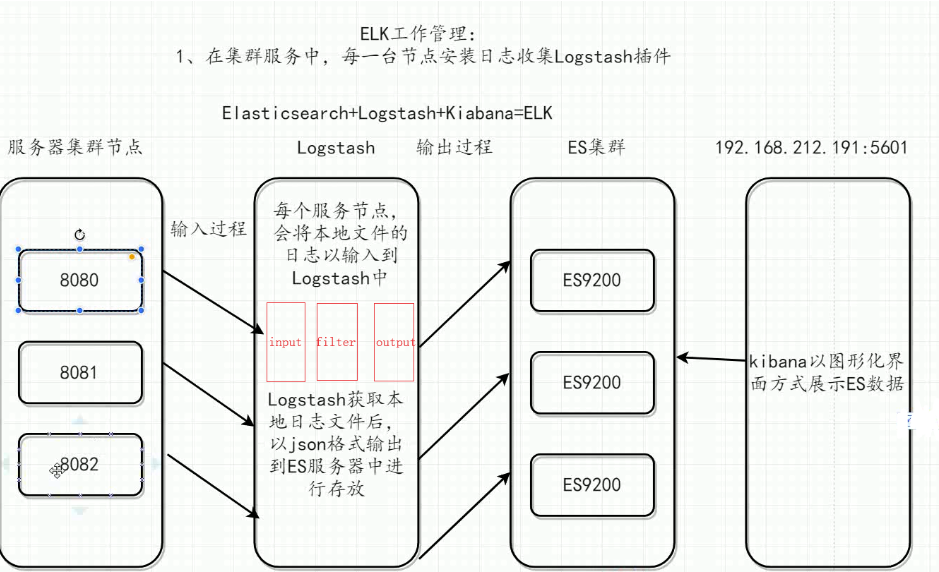 ELK工作管理:
1、在集群服务中, 每一台节点安装日志收集Logstash插件
Elasticsearch+Logstash+Kiabana=ELK
服务器集群节点
Logstash
输出过程
ES集群
192.168.212.191:5601
输入过程
8080
8081
8082
每个服务节点,
会将本地文件的
日志以输入到
Logstash中
input
filter
output
Logstash获取本
地日志文件后,
以json格式输出
到ES服务器中进
行存放
ES9200
ES9200
ES9200
kibana以图形化界
面方式展示ES数据